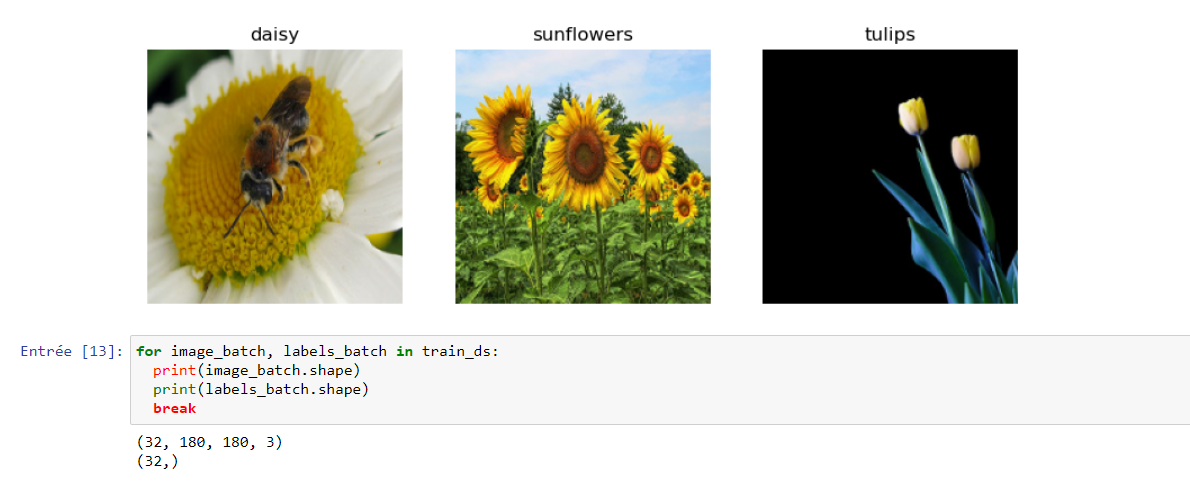 daisy sunflowers tulips
Entrée [13]: for image_batch, labels_batch in train_ds:
  print(image_batch.shape)
  print(labels_batch.shape)
  break
(32, 180, 180, 3)
(32,)